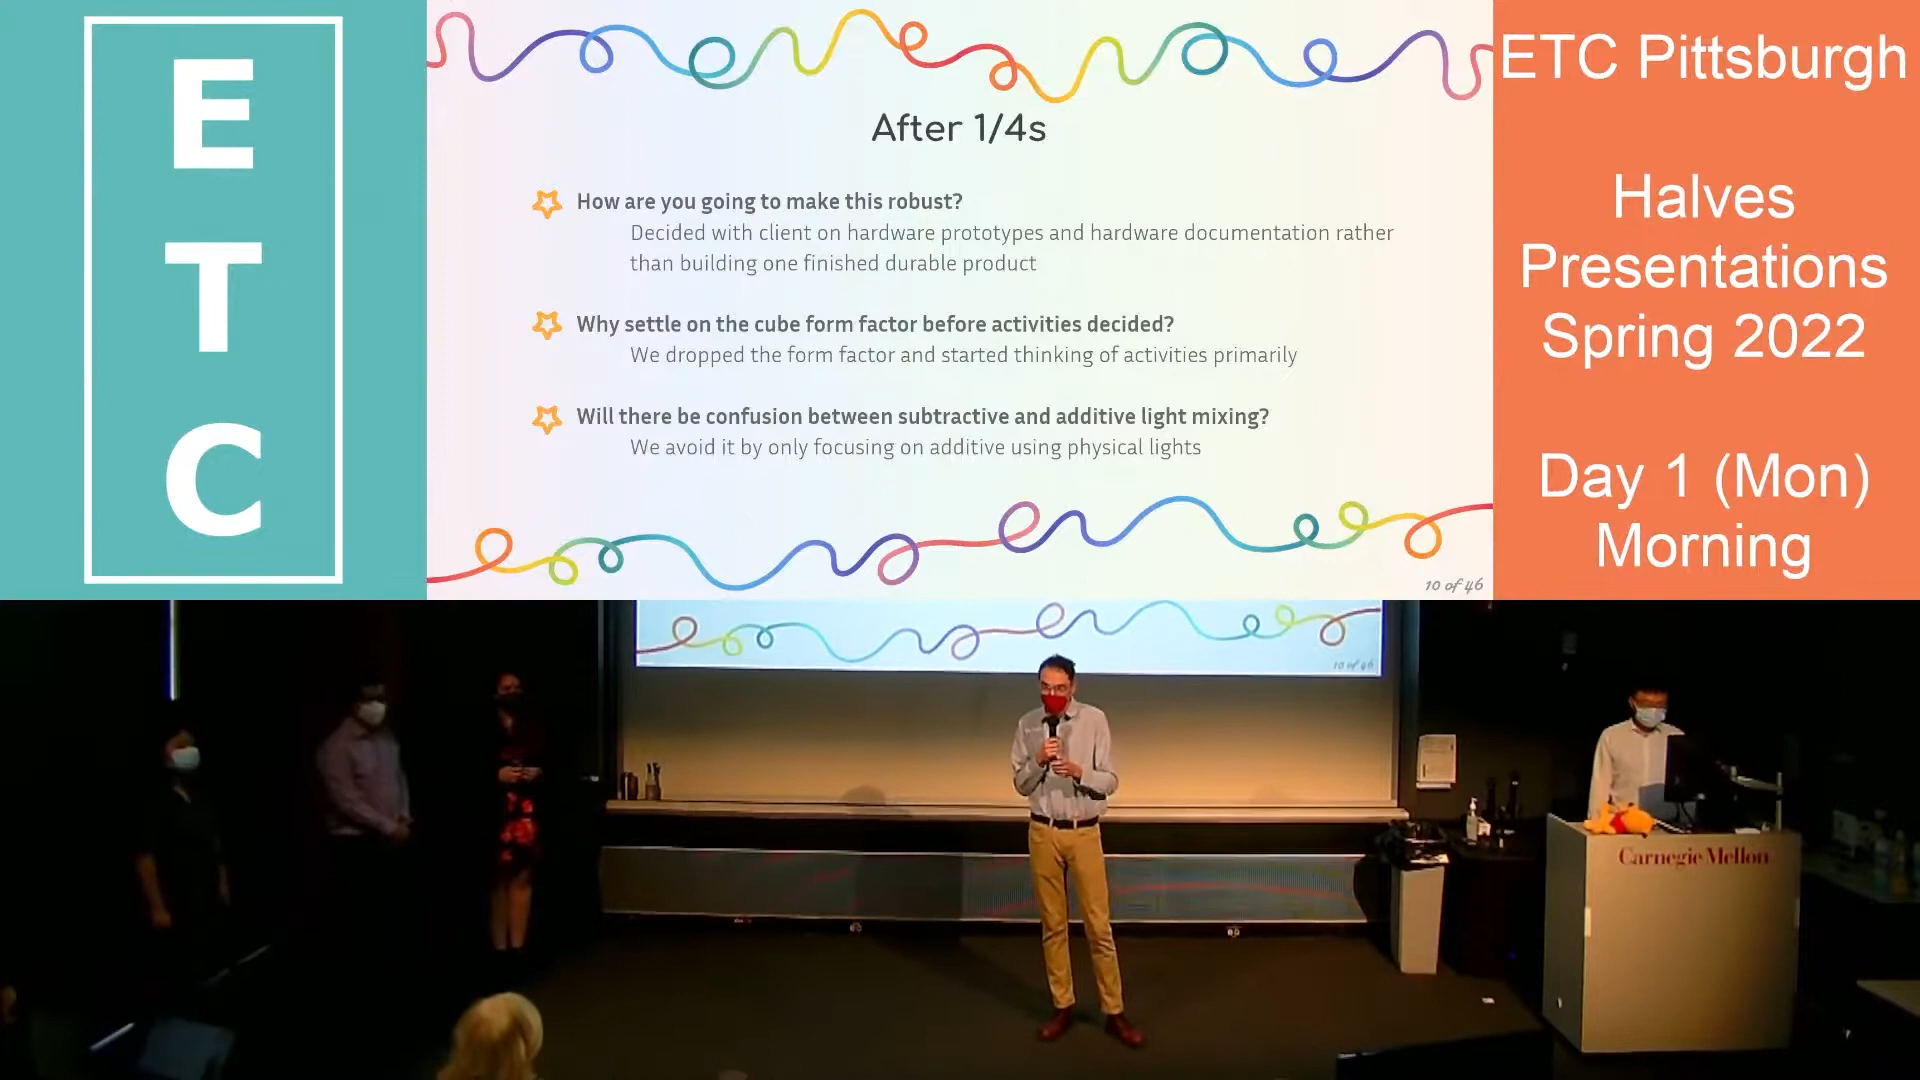 E
T
C
After 1/4s
How are you going to make this robust?
Decided with client on hardware prototypes and hardware documentation rather
than building one finished durable product
Why settle on the cube form factor before activities decided?
We dropped the form factor and started thinking of activities primarily
Will there be confusion between subtractive and additive light mixing?
We avoid it by only focusing on additive using physical lights
10 of 46
ETC Pittsburgh
Halves
Presentations
Spring 2022
Day 1 (Mon)
Morning
10 of 46
Carnegie Mellon